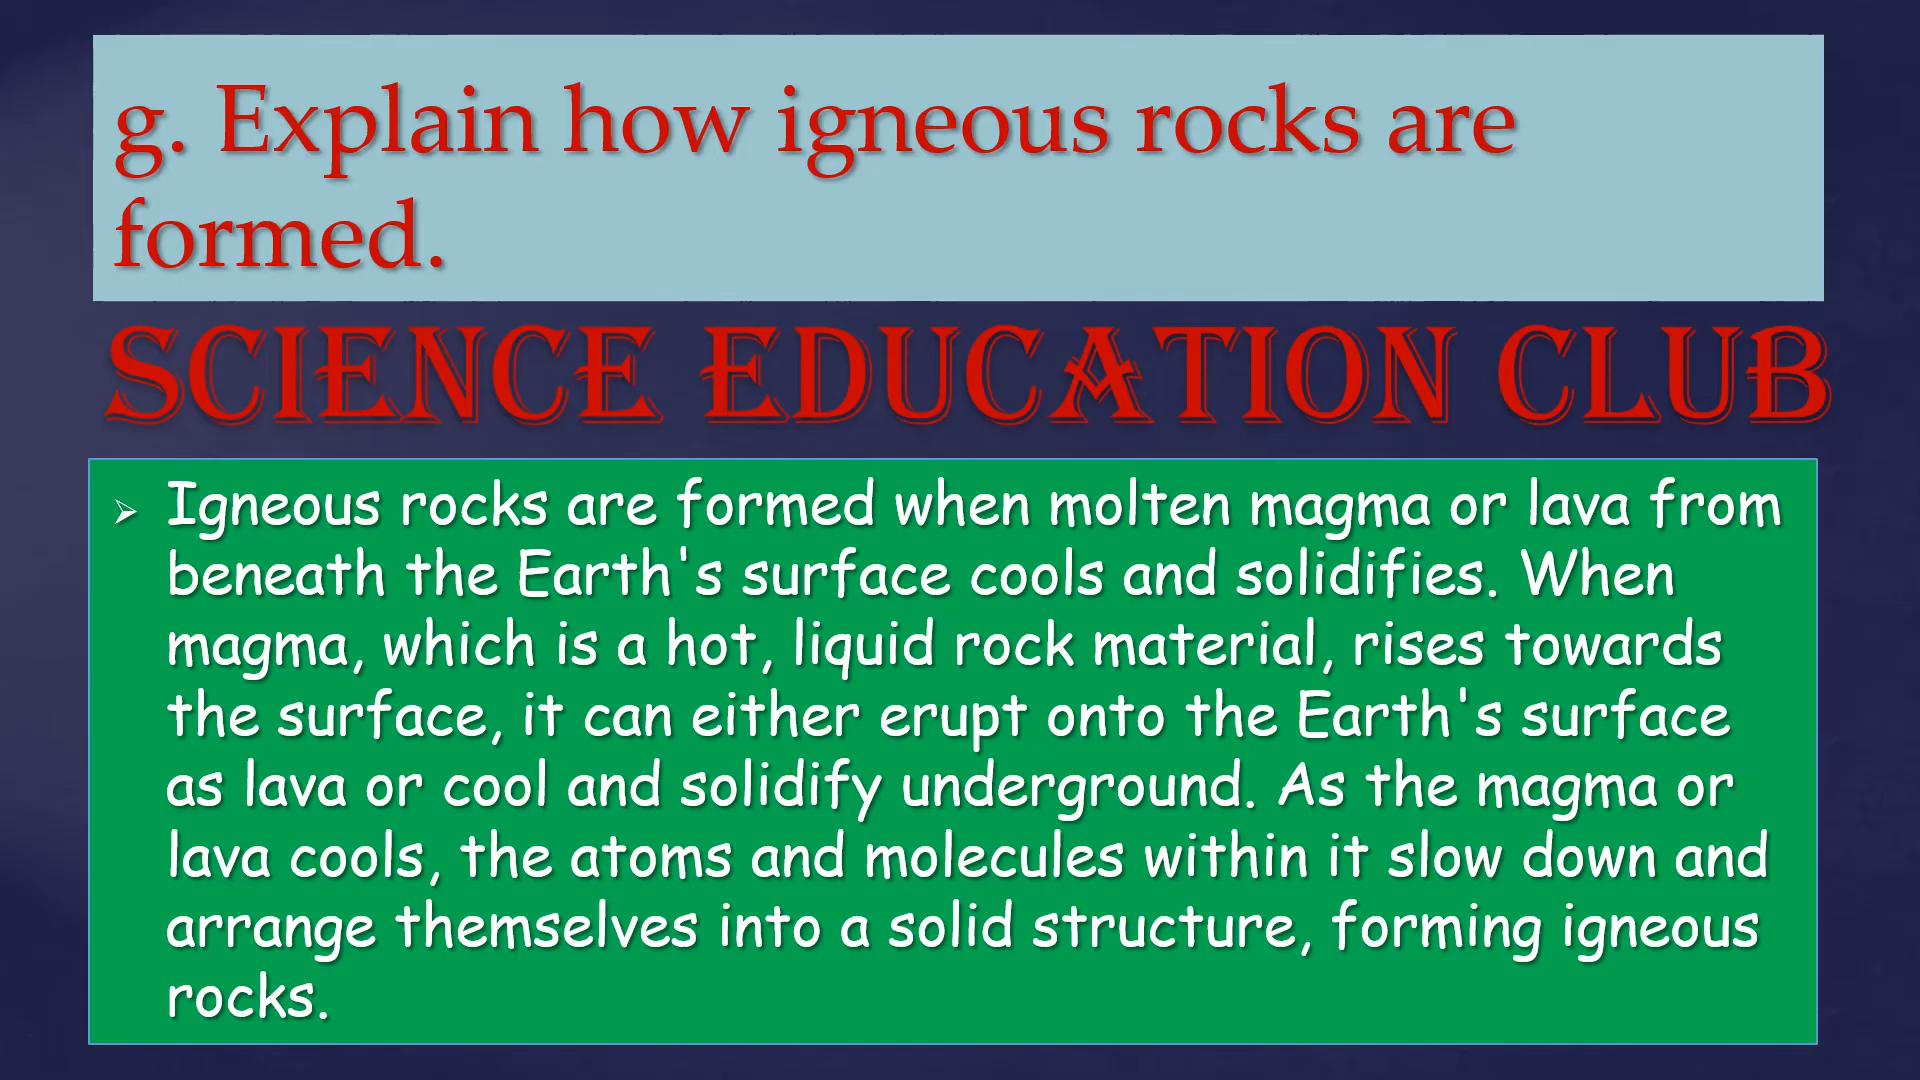 g. Explain how igneous rocks are
formed.
SCIENCE EDUCATION CLUB
➢ Igneous rocks are formed when molten magma or lava from
beneath the Earth's surface cools and solidifies. When
magma, which is a hot, liquid rock material, rises towards
the surface, it can either erupt onto the Earth's surface
as lava or cool and solidify underground. As the magma or
lava cools, the atoms and molecules within it slow down and
arrange themselves into a solid structure, forming igneous
rocks.